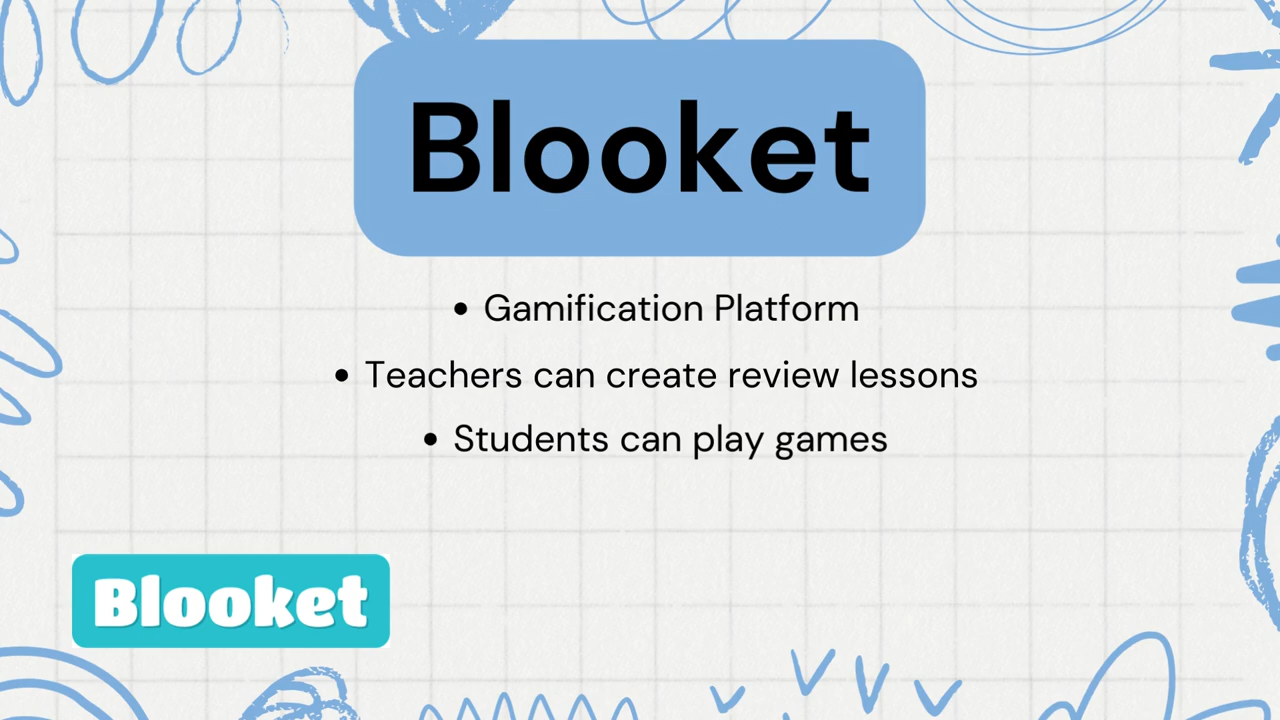 Blooket
• Gamification Platform
• Teachers can create review lessons
• Students can play games
Blooket